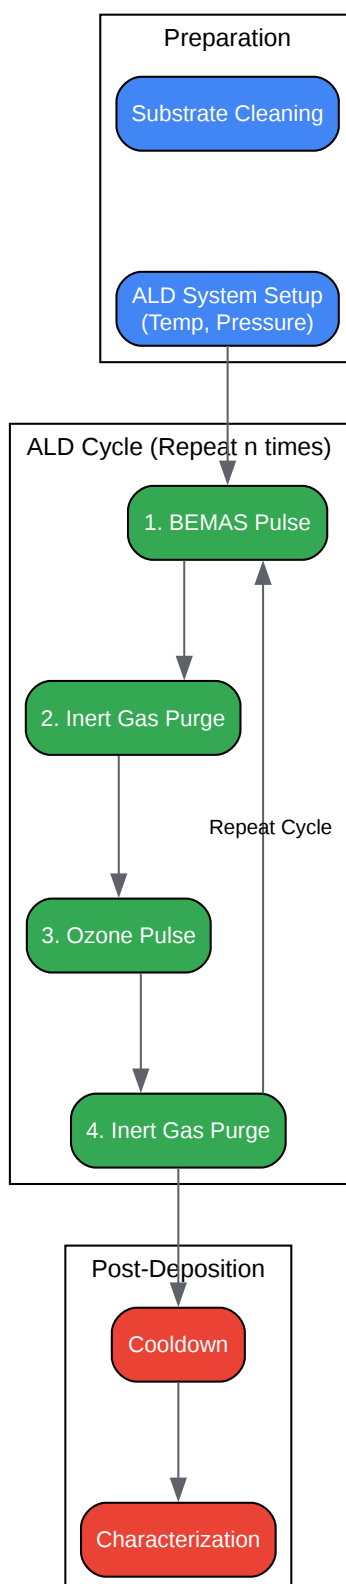 Preparation
Substrate Cleaning
ALD System Setup
(Temp, Pressure)
ALD Cycle (Repeat n times)
1. BEMAS Pulse
2. Inert Gas Purge
Repeat Cycle
3. Ozone Pulse
4. Inert Gas Purge
Post-Deposition
Cooldown
Characterization